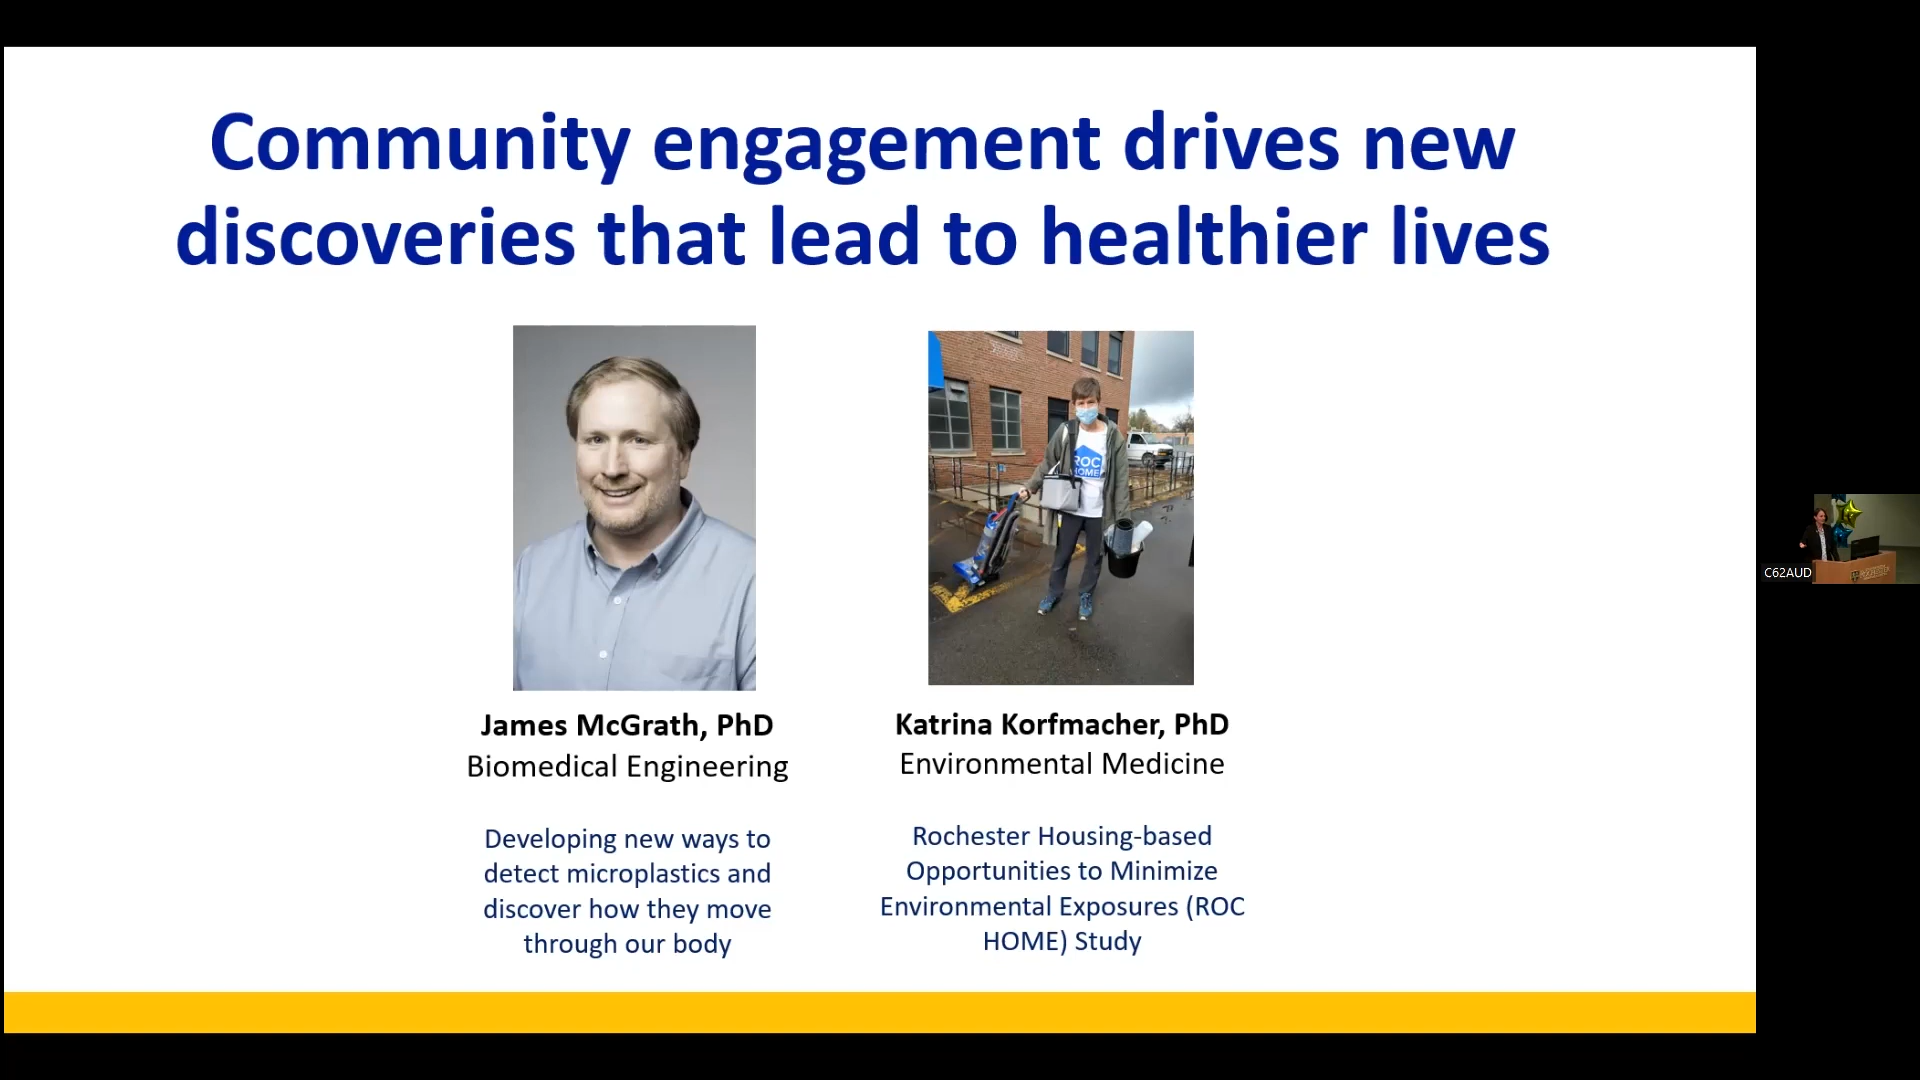 Community engagement drives new
discoveries that lead to healthier lives
ROC
HOME
James McGrath, PhD
Biomedical Engineering
Developing new ways to
detect microplastics and
discover how they move
through our body
Katrina Korfmacher, PhD
Environmental Medicine
Rochester Housing-based
Opportunities to Minimize
Environmental Exposures (ROC
HOME) Study
C62AUD